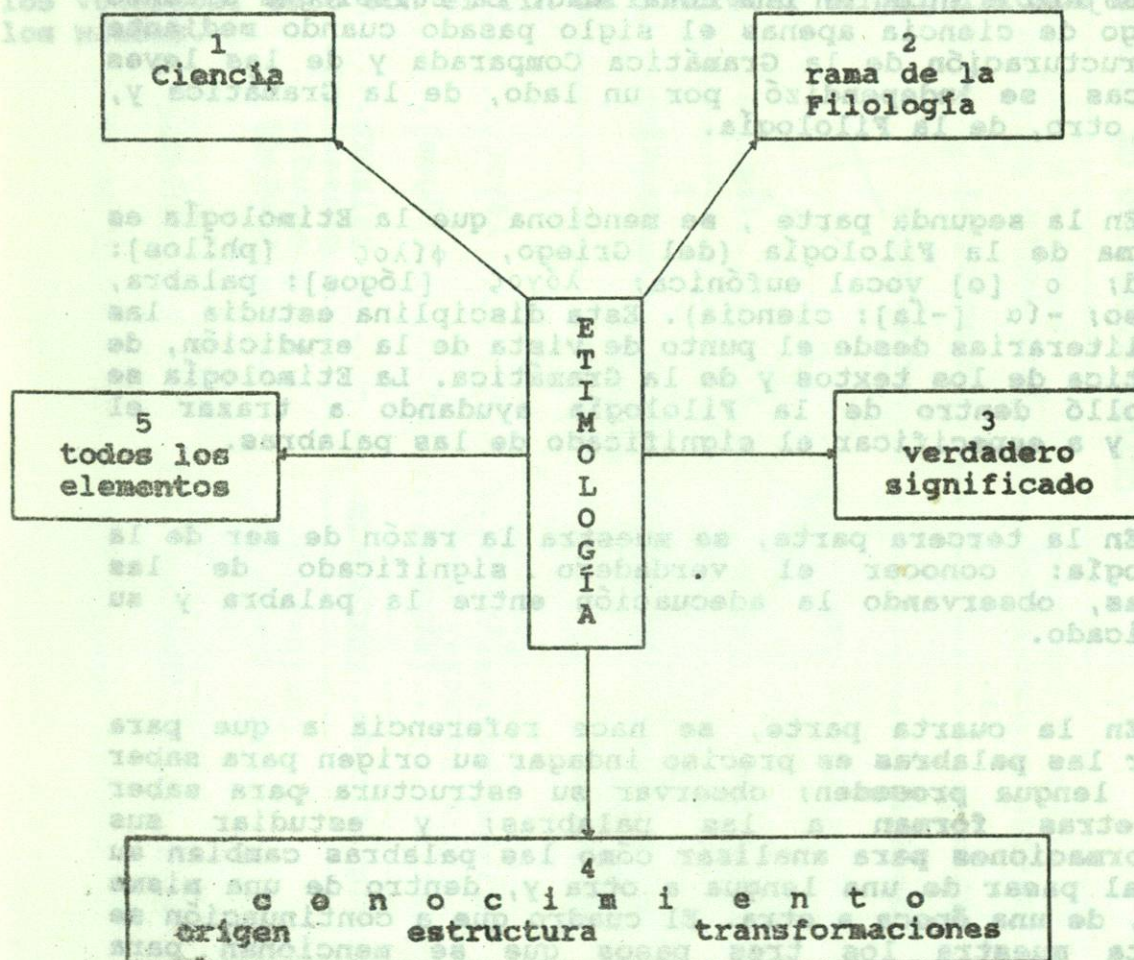 1
Ciencia
2
rama de la
Filología
E
T
I
M
O
L
O
G
Í
A
5
todos los
elementos
3
verdadero
significado
4
c o n o c i m i e n t o
origen estructura transformaciones